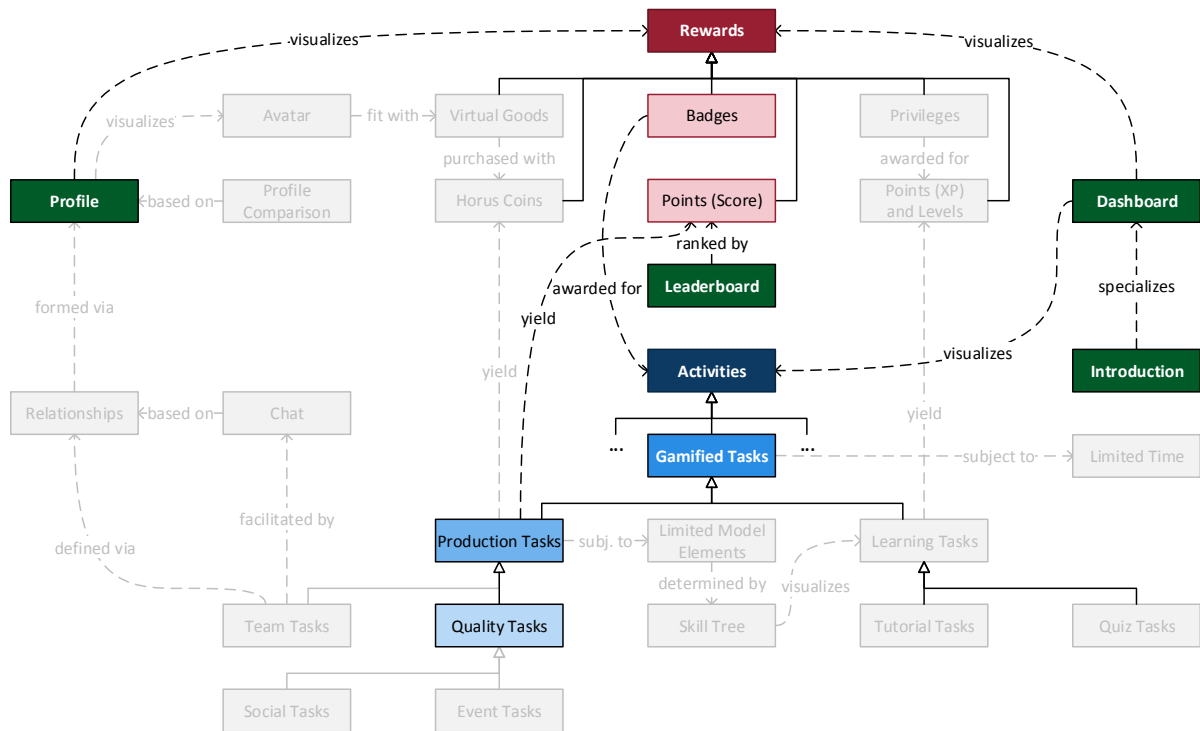 Rewards
visualizes
visualizes
Avatar
fit with
Virtual Goods
Badges
Privileges
visualizes
purchased with
awarded for
Profile
based on
Profile
Comparison
Horus Coins
Points (Score)
Points (XP)
and Levels
Dashboard
ranked by
Leaderboard
awarded for
specializes
formed via
yield
visualizes
yield
Activities
Introduction
Relationships
based on
Chat
yield
...
...
Gamified Tasks
subject to
Limited Time
facilitated by
defined via
Production Tasks
subj. to
Limited Model
Elements
Learning Tasks
determined by
visualizes
Team Tasks
Quality Tasks
Skill Tree
Tutorial Tasks
Quiz Tasks
Social Tasks
Event Tasks